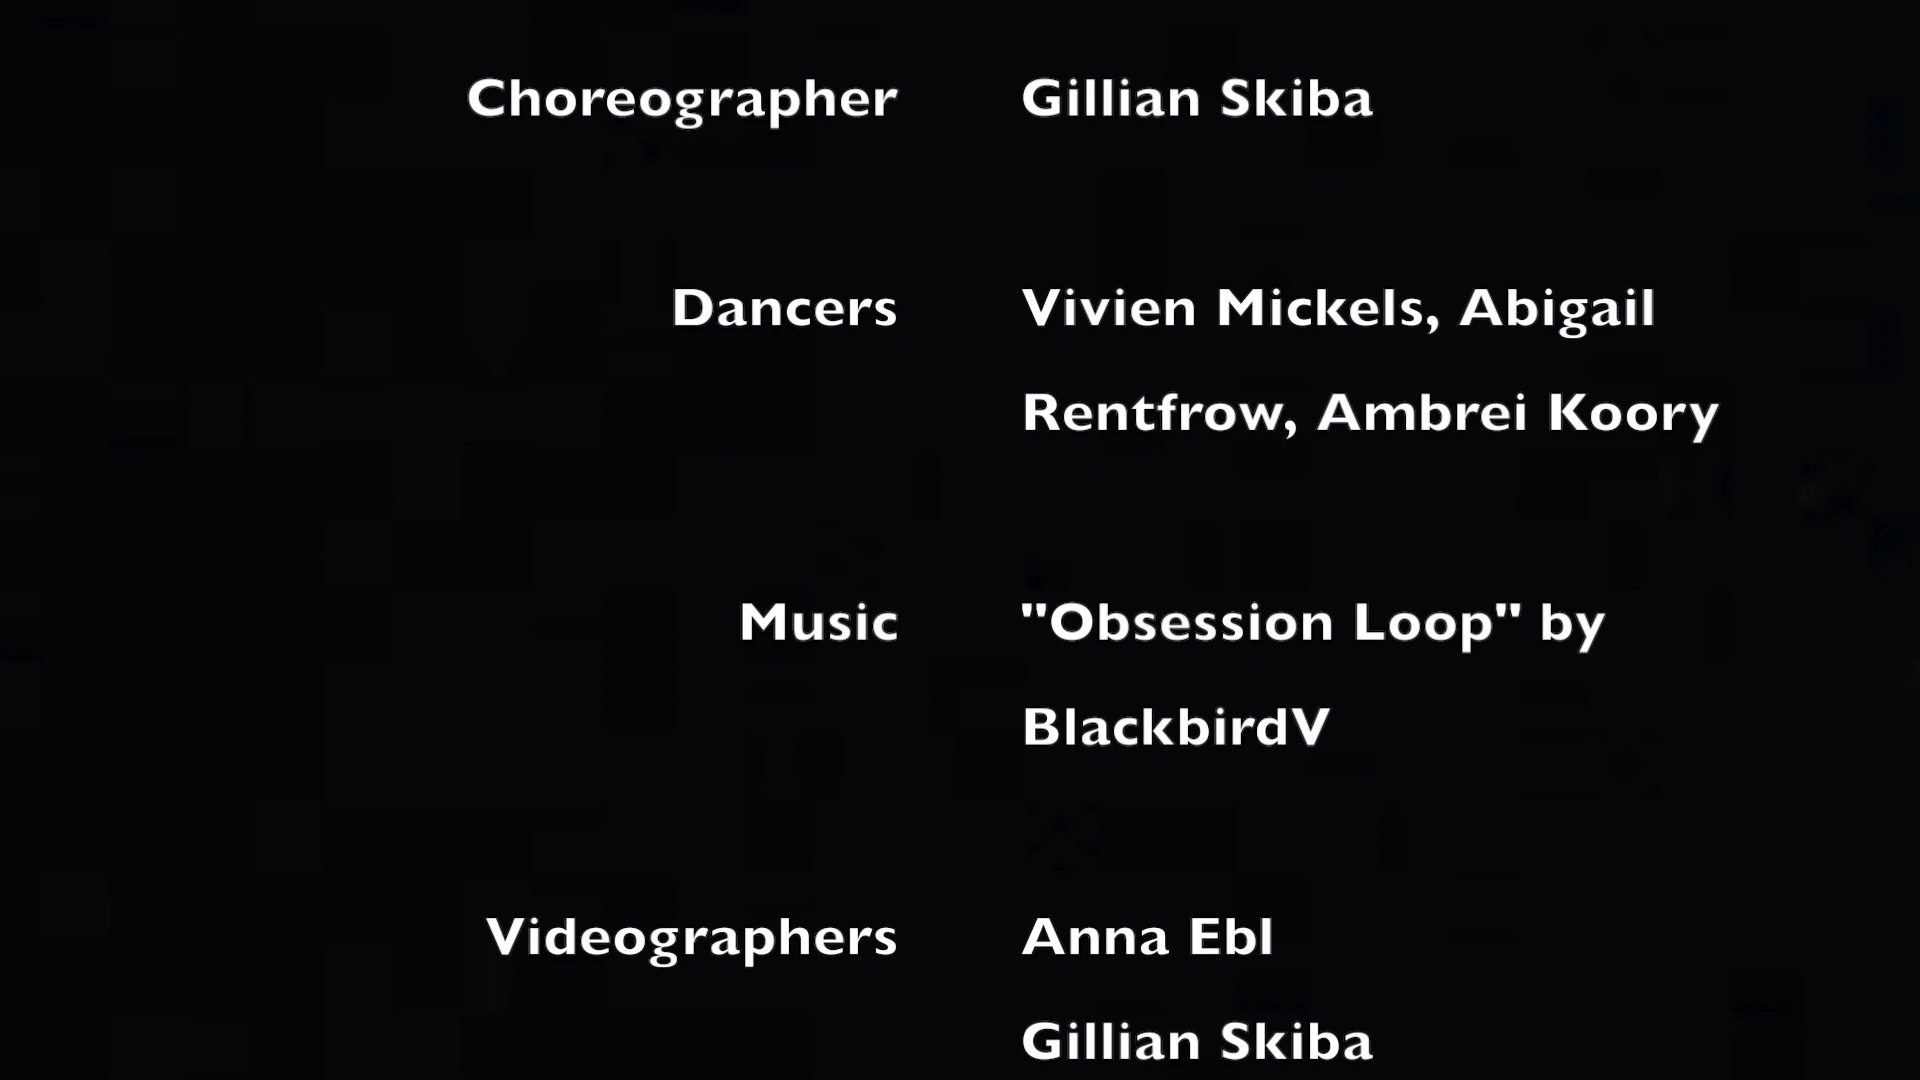 Choreographer Gillian Skiba
Dancers Vivien Mickels, Abigail
Rentfrow, Ambrei Koory
Music "Obsession Loop" by
BlackbirdV
Videographers Anna Ebl
Gillian Skiba